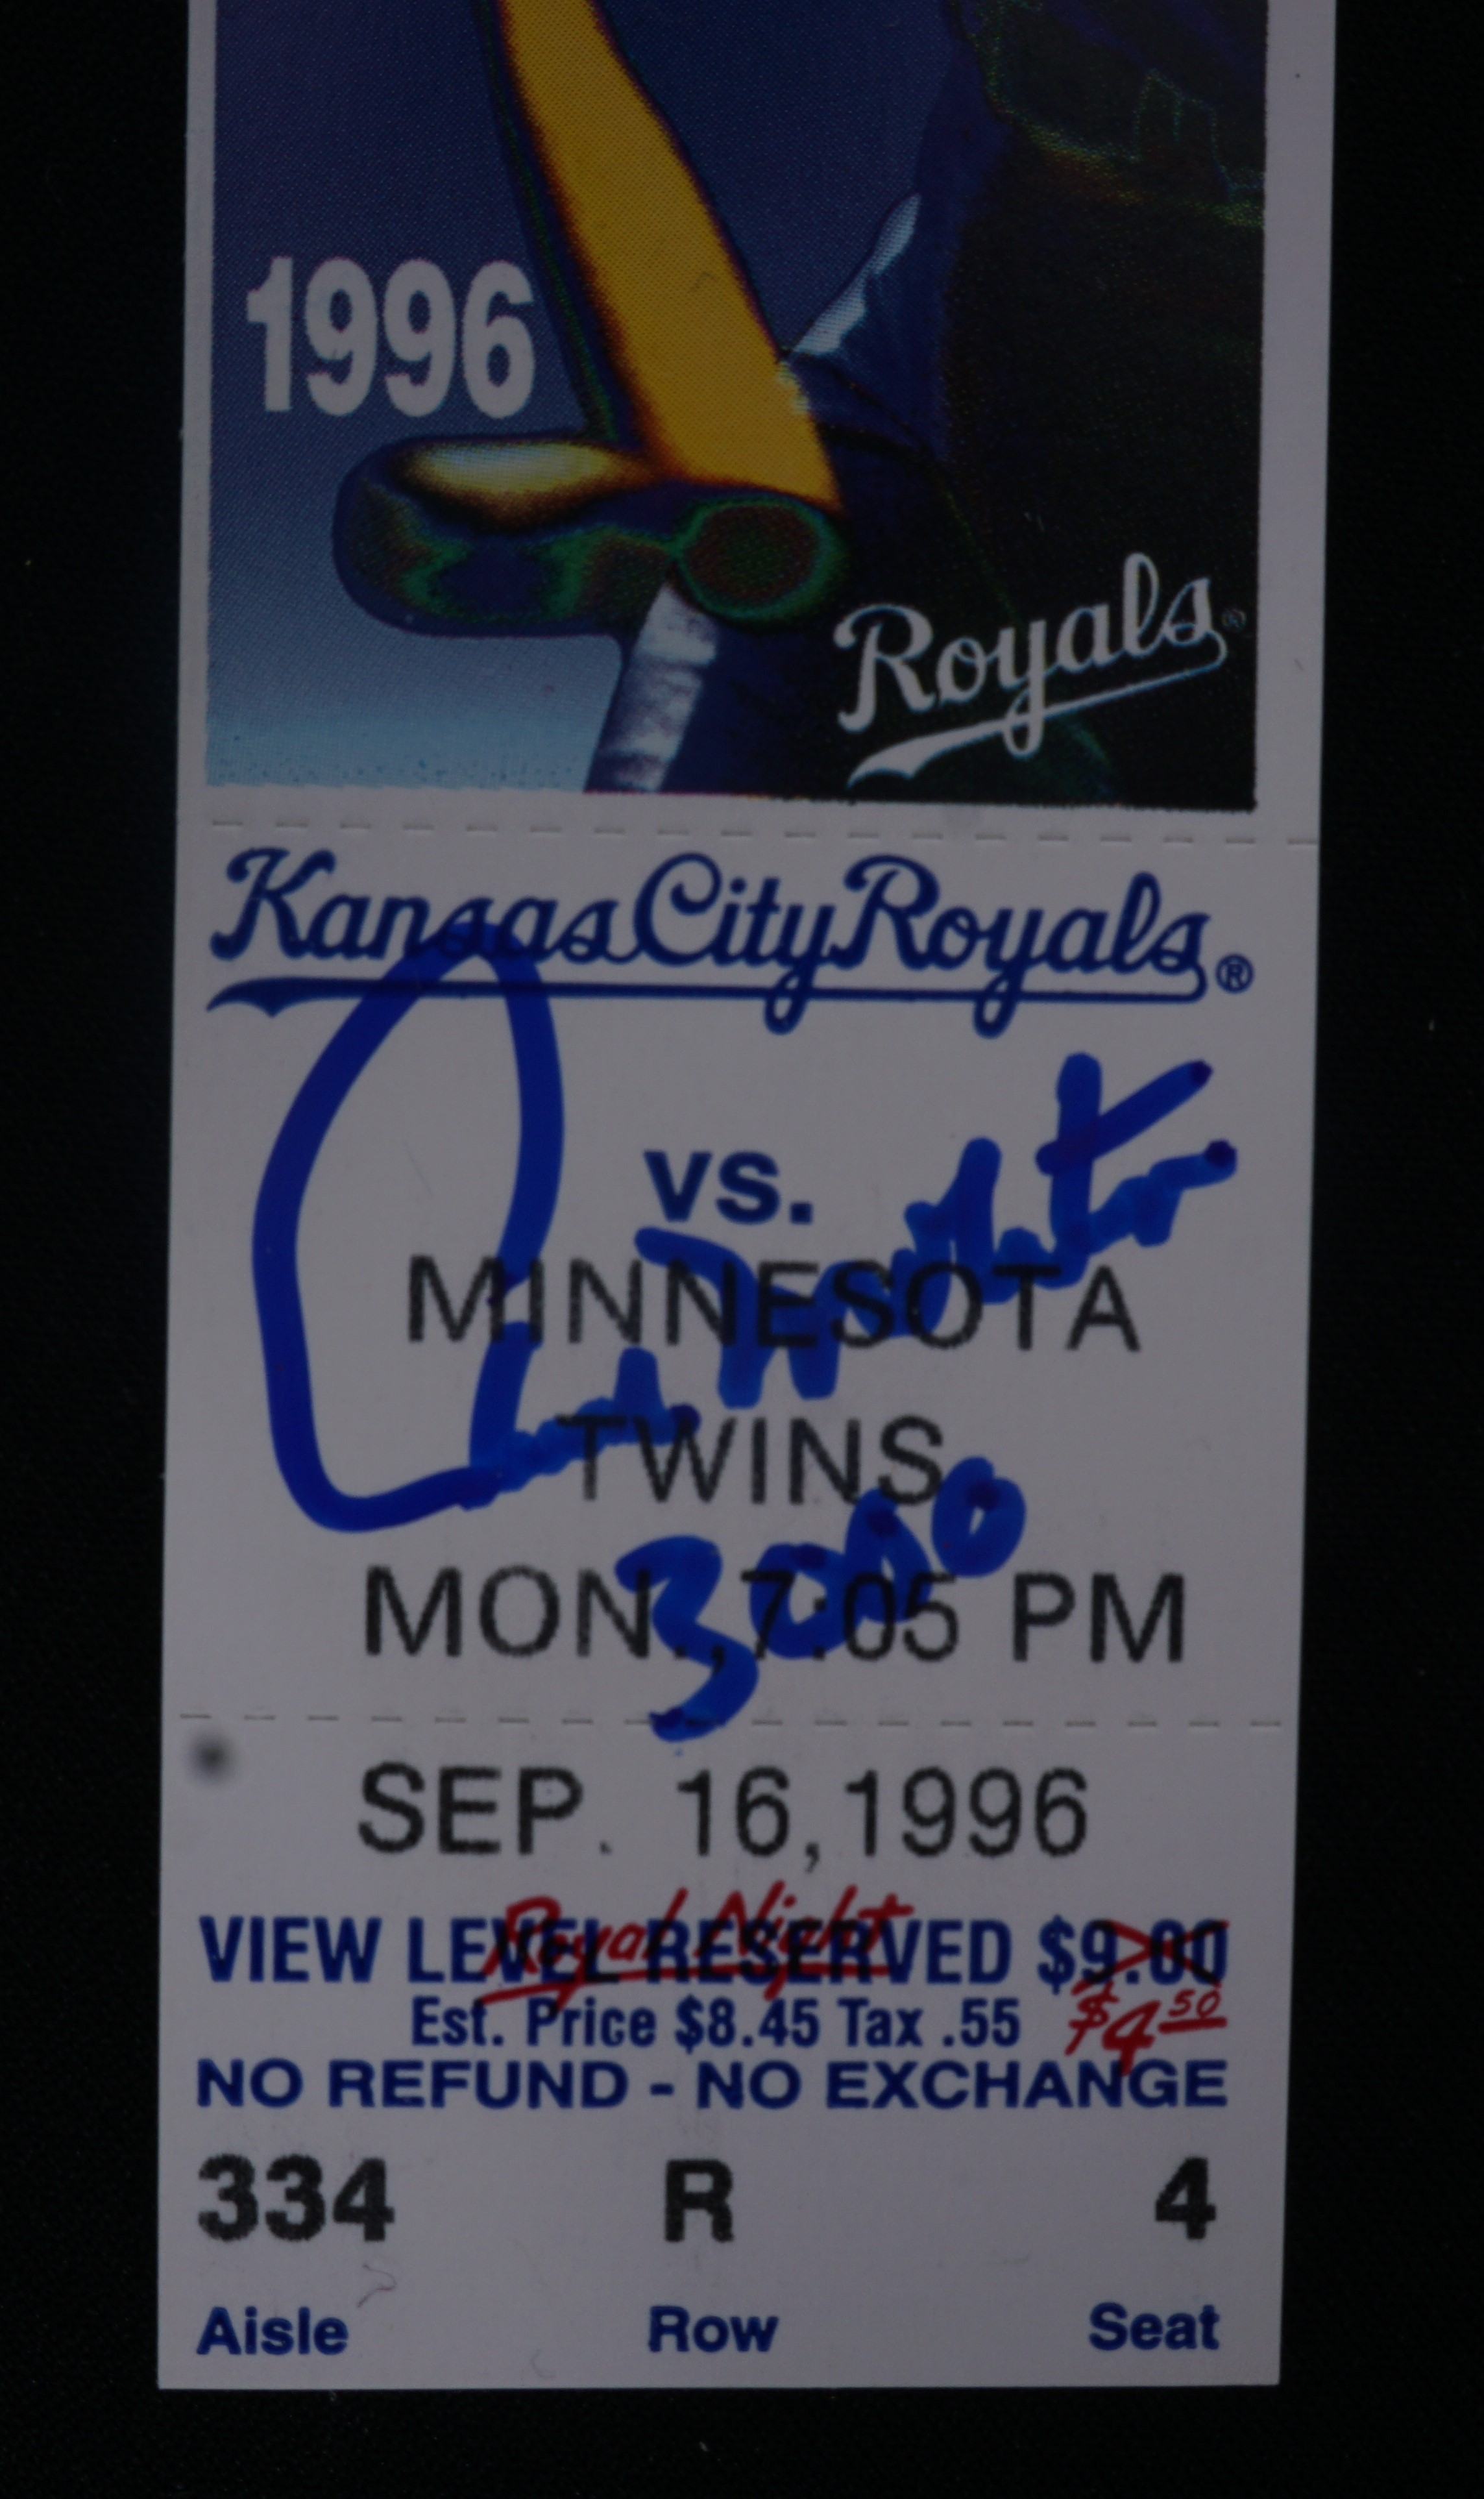 1996
Royals®
Kansas City Royals®
vs.
MINNESOTA
TWINS
3000
MON., 7:05 PM
SEP. 16,1996
Royal Night
VIEW LEVEL RESERVED $9.00
Est. Price $8.45 Tax .55 $4 50
NO REFUND - NO EXCHANGE
334 R 4
Aisle Row Seat